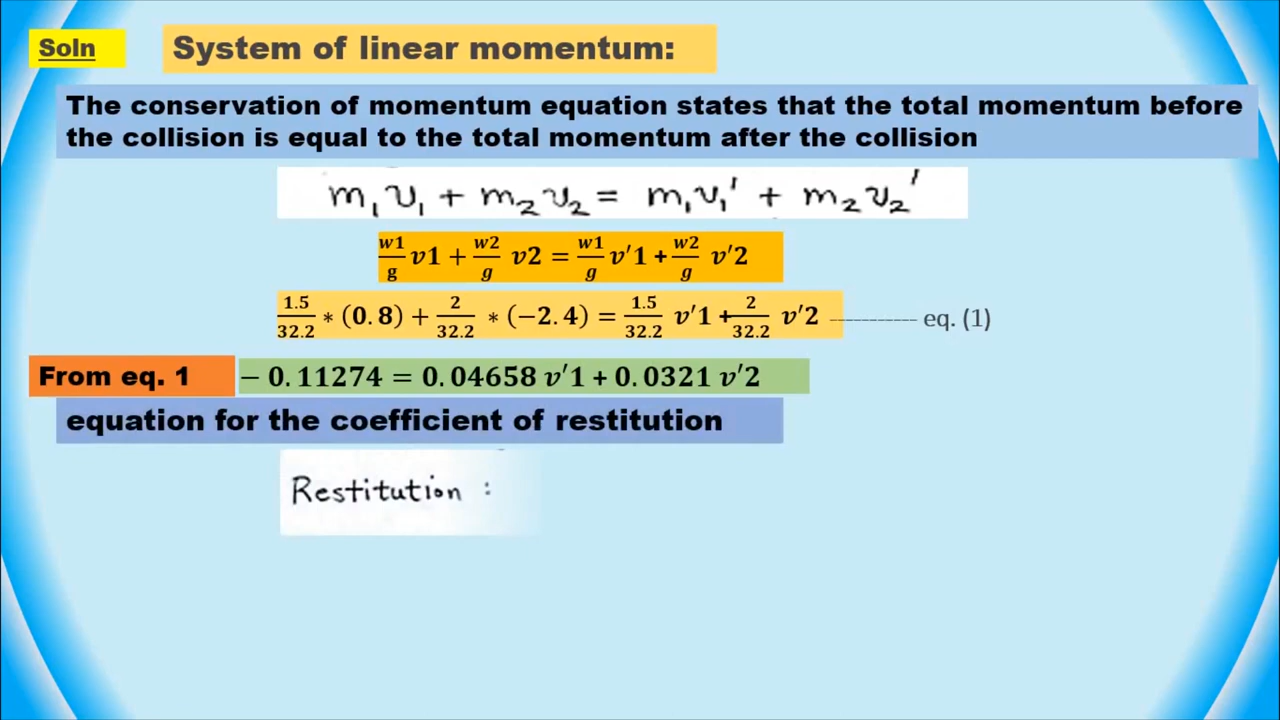 Soln
System of linear momentum:
The conservation of momentum equation states that the total momentum before
the collision is equal to the total momentum after the collision
m₁v₁ + m₂v₂ = m₁v₁' + m₂v₂'
w1/g v1 + w2/g v2 = w1/g v′1 + w2/g v′2
1.5/32.2 * (0.8) + 2/32.2 * (−2.4) = 1.5/32.2 v′1 + 2/32.2 v′2 ----------- eq. (1)
From eq. 1 − 0.11274 = 0.04658 v′1 + 0.0321 v′2
equation for the coefficient of restitution
Restitution :